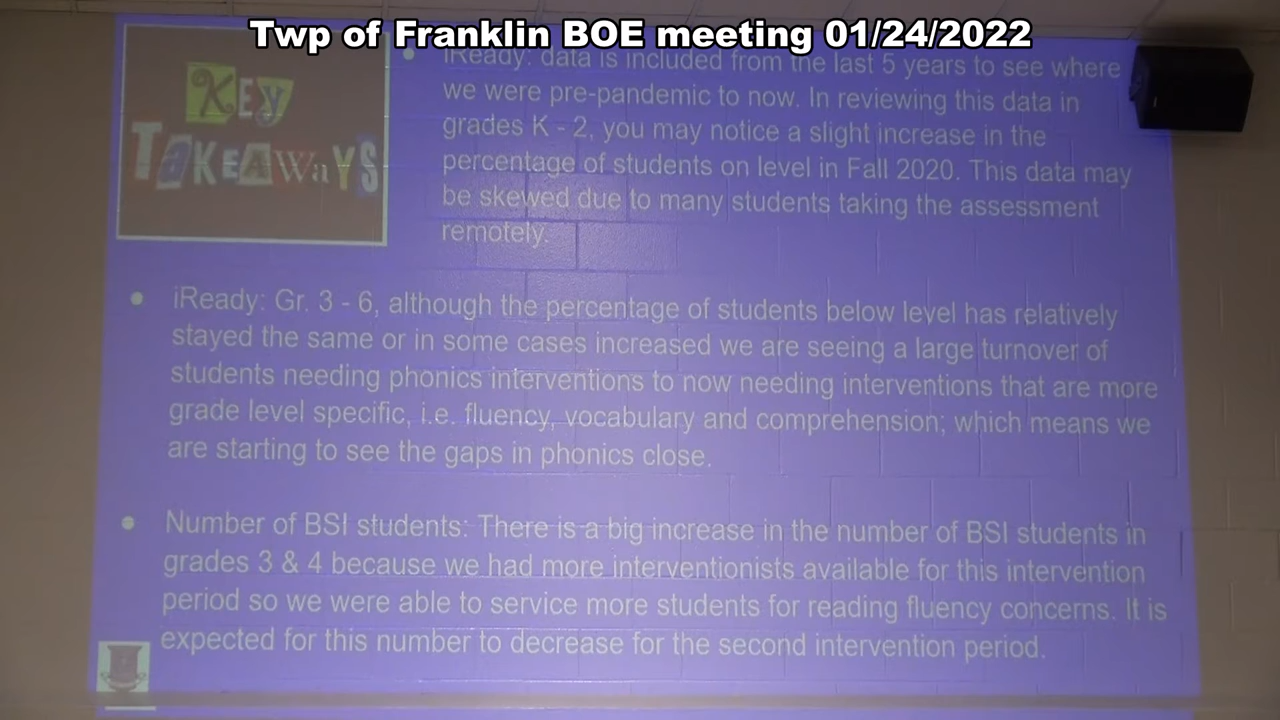 Twp of Franklin BOE meeting 01/24/2022
KEy
TaKEAWaYS
• iReady: data is included from the last 5 years to see where
we were pre-pandemic to now. In reviewing this data in
grades K - 2, you may notice a slight increase in the
percentage of students on level in Fall 2020. This data may
be skewed due to many students taking the assessment
remotely.
• iReady: Gr. 3 - 6, although the percentage of students below level has relatively
stayed the same or in some cases increased we are seeing a large turnover of
students needing phonics interventions to now needing interventions that are more
grade level specific, i.e. fluency, vocabulary and comprehension; which means we
are starting to see the gaps in phonics close.
• Number of BSI students: There is a big increase in the number of BSI students in
grades 3 & 4 because we had more interventionists available for this intervention
period so we were able to service more students for reading fluency concerns. It is
expected for this number to decrease for the second intervention period.